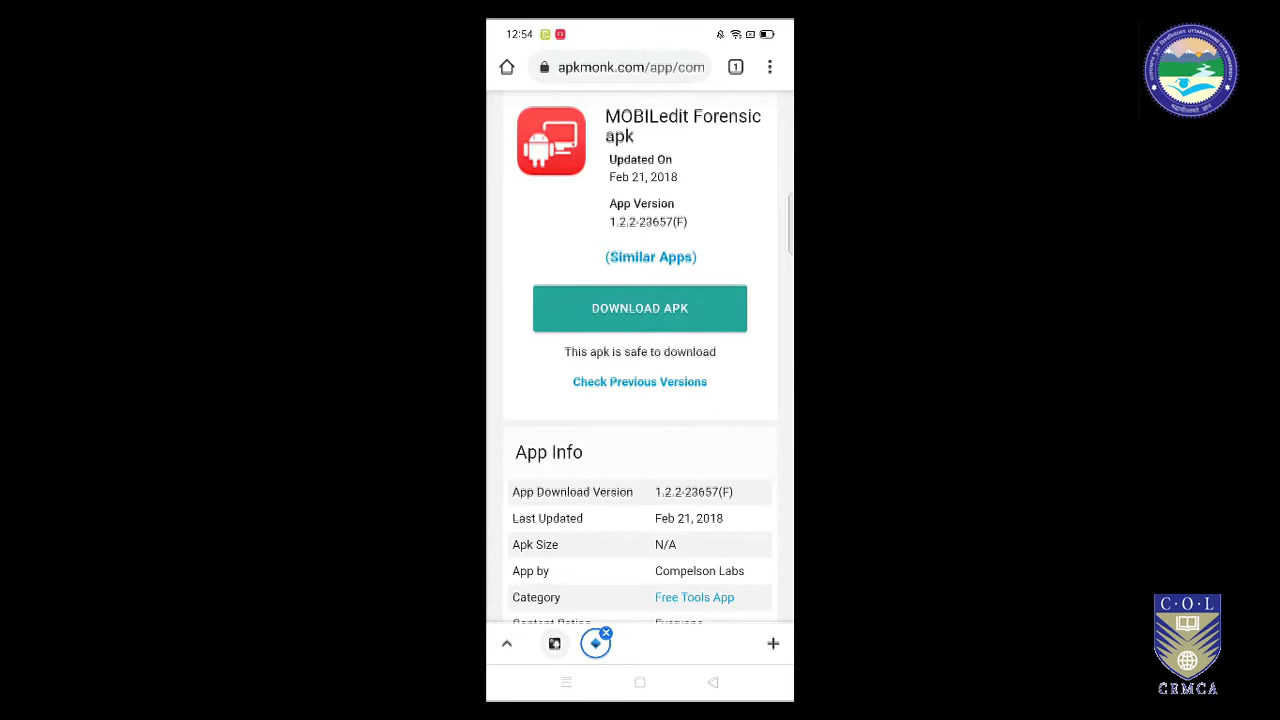 12:54
apkmonk.com/app/com
1
MOBILedit Forensic
apk
Updated On
Feb 21, 2018
App Version
1.2.2-23657(F)
(Similar Apps)
DOWNLOAD APK
This apk is safe to download
Check Previous Versions
App Info
App Download Version 1.2.2-23657(F)
Last Updated Feb 21, 2018
Apk Size N/A
App by Compelson Labs
Category Free Tools App
Content Rating Everyone
C·O·L
CEMCA